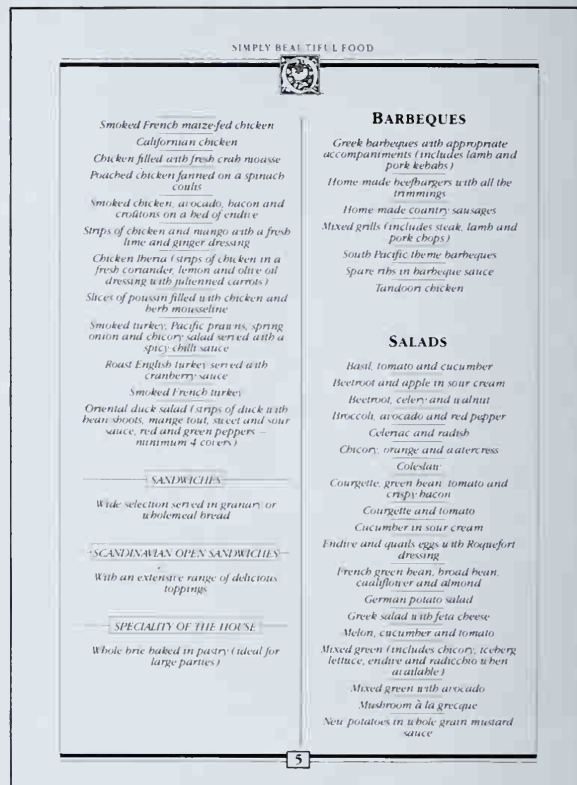 SIMPLY BEAUTIFUL FOOD
Smoked French maize-fed chicken
Californian chicken
Chicken filled with fresh crab mousse
Poached chicken fanned on a spinach
coulis
Smoked chicken, avocado, bacon and
croûtons on a bed of endive
Strips of chicken and mango with a fresh
lime and ginger dressing
Chicken Iberia (strips of chicken in a
fresh coriander, lemon and olive oil
dressing with julienned carrots)
Slices of poussin filled with chicken and
herb mousseline
Smoked turkey, Pacific prawns, spring
onion and chicory salad served with a
spicy chilli sauce
Roast English turkey served with
cranberry sauce
Smoked French turkey
Oriental duck salad (strips of duck with
bean shoots, mange tout, sweet and sour
sauce, red and green peppers –
minimum 4 covers)
SANDWICHES
Wide selection served in granary or
wholemeal bread
SCANDINAVIAN OPEN SANDWICHES
With an extensive range of delicious
toppings
SPECIALITY OF THE HOUSE
Whole brie baked in pastry (ideal for
large parties)
BARBEQUES
Greek barbeques with appropriate
accompaniments (includes lamb and
pork kebabs)
Home made beefburgers with all the
trimmings
Home made country sausages
Mixed grills (includes steak, lamb and
pork chops)
South Pacific theme barbeques
Spare ribs in barbeque sauce
Tandoori chicken
SALADS
Basil, tomato and cucumber
Beetroot and apple in sour cream
Beetroot, celery and walnut
Broccoli, avocado and red pepper
Celeriac and radish
Chicory, orange and watercress
Coleslaw
Courgette, green bean, tomato and
crispy bacon
Courgette and tomato
Cucumber in sour cream
Endive and quails eggs with Roquefort
dressing
French green bean, broad bean,
cauliflower and almond
German potato salad
Greek salad with feta cheese
Melon, cucumber and tomato
Mixed green (includes chicory, iceberg
lettuce, endive and radicchio when
available)
Mixed green with avocado
Mushroom à la grecque
New potatoes in whole grain mustard
sauce
5